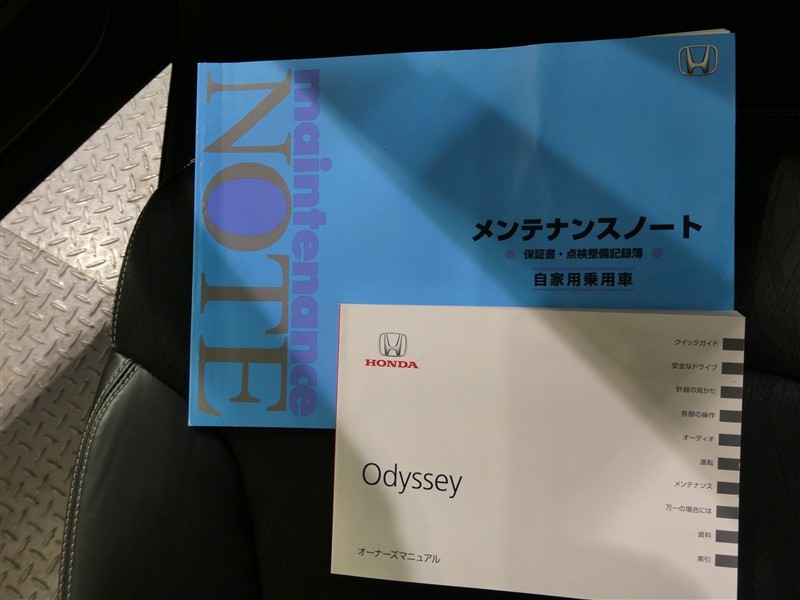 maintenance
NOTE
メンテナンスノート
保証書・点検整備記録簿
自家用乗用車
HONDA
Odyssey
オーナーズマニュアル
クイックガイド
安全なドライブ
計器の見かた
各部の操作
オーディオ
運転
メンテナンス
万一の場合には
資料
索引